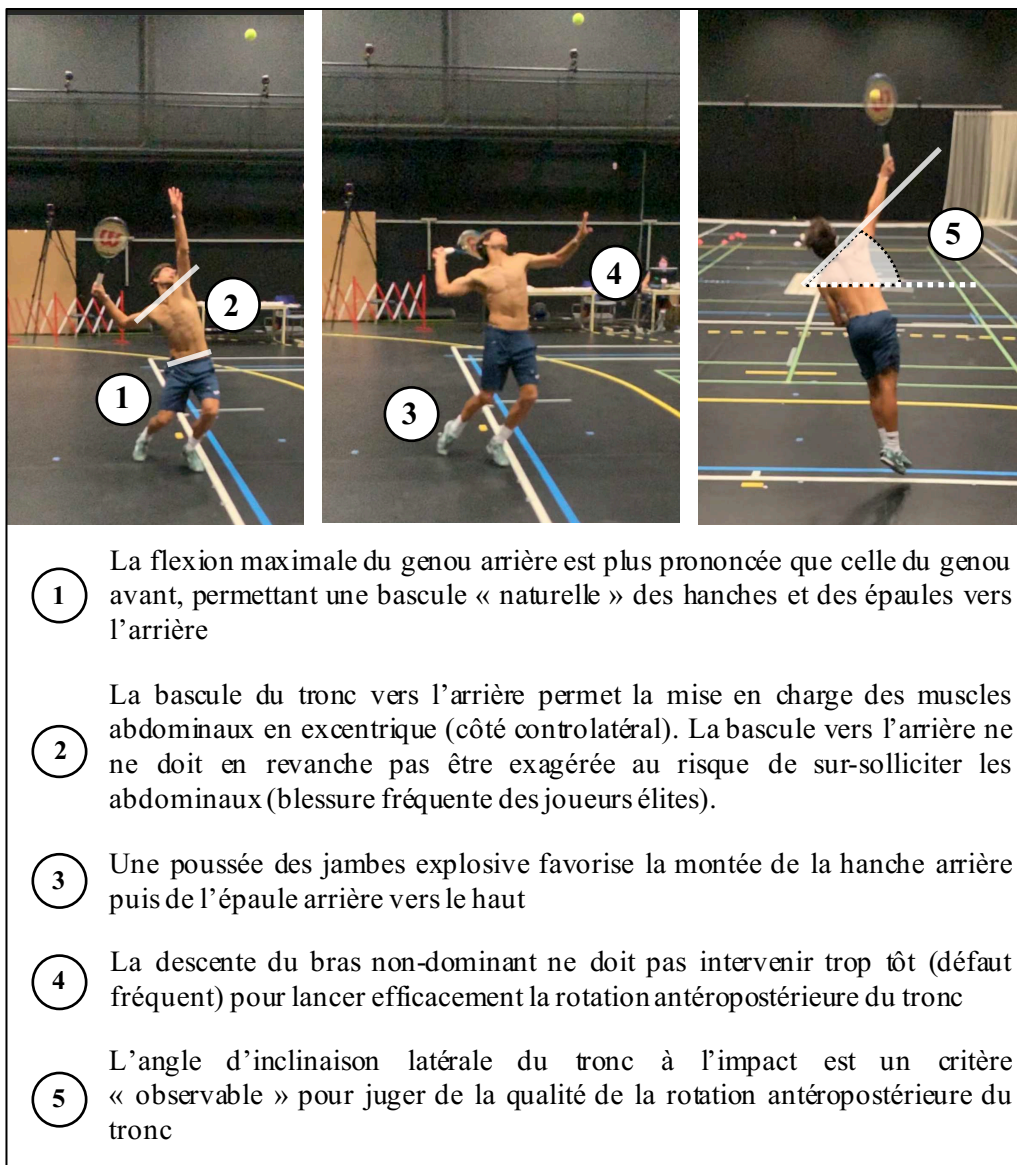 2
1
4
3
5
1
La flexion maximale du genou arrière est plus prononcée que celle du genou
avant, permettant une bascule « naturelle » des hanches et des épaules vers
l’arrière
2
La bascule du tronc vers l’arrière permet la mise en charge des muscles
abdominaux en excentrique (côté controlatéral). La bascule vers l’arrière ne
ne doit en revanche pas être exagérée au risque de sur-solliciter les
abdominaux (blessure fréquente des joueurs élites).
3
Une poussée des jambes explosive favorise la montée de la hanche arrière
puis de l’épaule arrière vers le haut
4
La descente du bras non-dominant ne doit pas intervenir trop tôt (défaut
fréquent) pour lancer efficacement la rotation antéropostérieure du tronc
5
L’angle d’inclinaison latérale du tronc à l’impact est un critère
« observable » pour juger de la qualité de la rotation antéropostérieure du
tronc